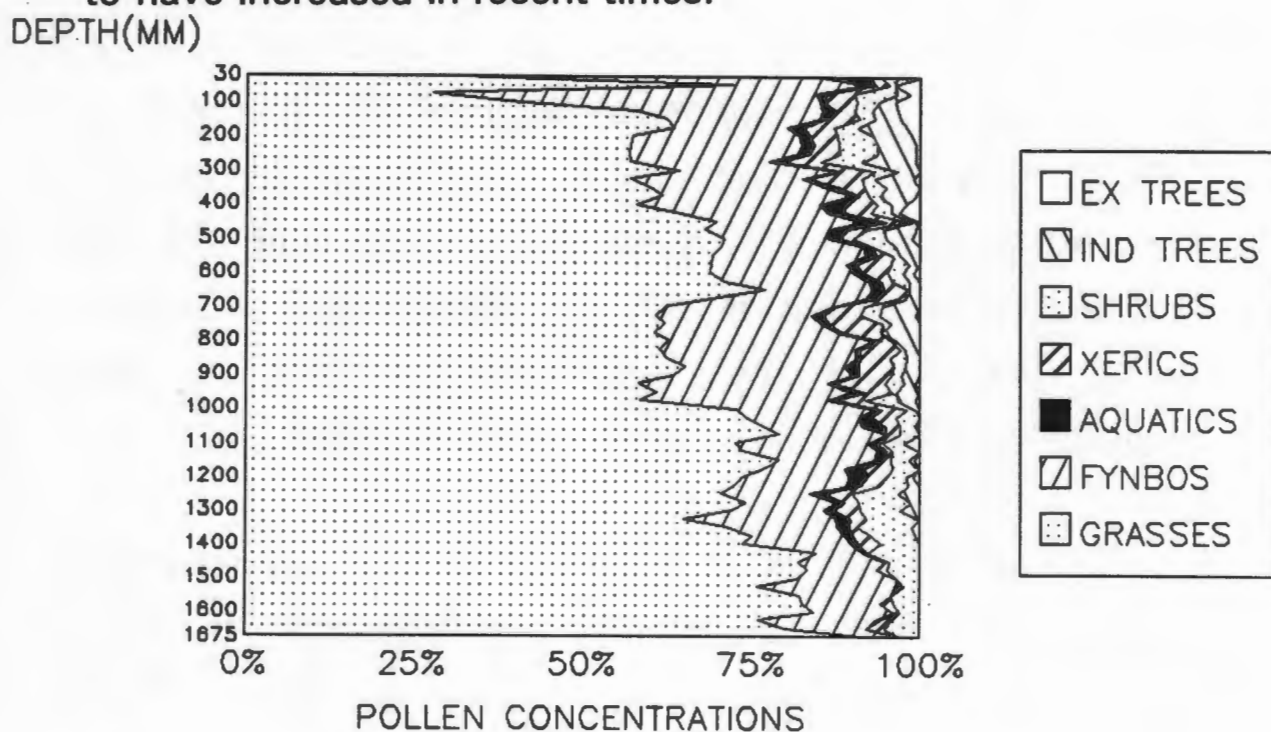 to have increased in recent times.
DEPTH(MM)
30
100
200
300
400
500
600
700
800
900
1000
1100
1200
1300
1400
1500
1600
1675
0% 25% 50% 75% 100%
POLLEN CONCENTRATIONS
EX TREES
IND TREES
SHRUBS
XERICS
AQUATICS
FYNBOS
GRASSES